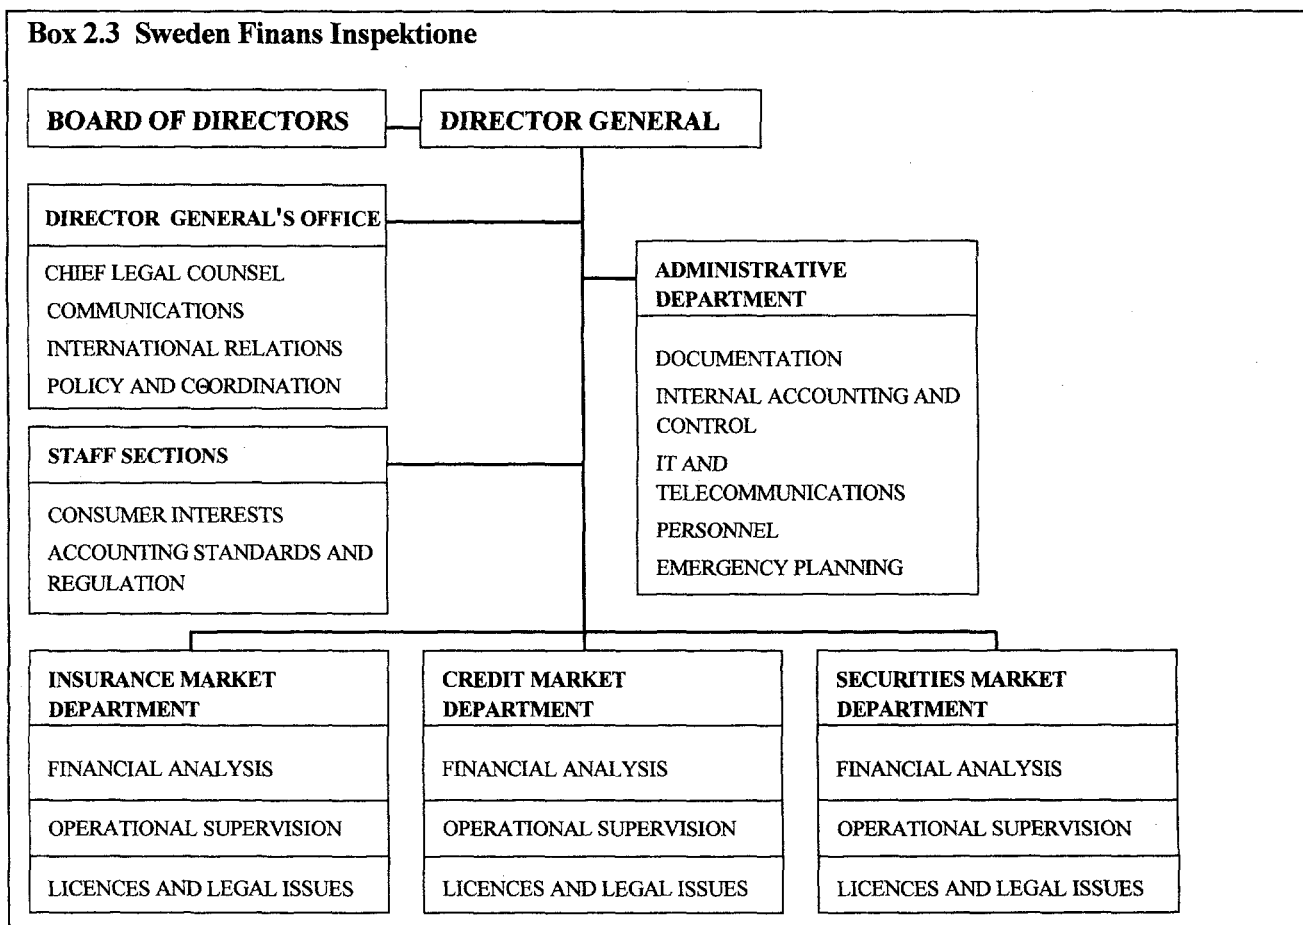 Box 2.3 Sweden Finans Inspektione
BOARD OF DIRECTORS
DIRECTOR GENERAL
DIRECTOR GENERAL'S OFFICE
CHIEF LEGAL COUNSEL
COMMUNICATIONS
INTERNATIONAL RELATIONS
POLICY AND COORDINATION
ADMINISTRATIVE
DEPARTMENT
DOCUMENTATION
INTERNAL ACCOUNTING AND
CONTROL
IT AND
TELECOMMUNICATIONS
PERSONNEL
EMERGENCY PLANNING
STAFF SECTIONS
CONSUMER INTERESTS
ACCOUNTING STANDARDS AND
REGULATION
INSURANCE MARKET
DEPARTMENT
FINANCIAL ANALYSIS
OPERATIONAL SUPERVISION
LICENCES AND LEGAL ISSUES
CREDIT MARKET
DEPARTMENT
FINANCIAL ANALYSIS
OPERATIONAL SUPERVISION
LICENCES AND LEGAL ISSUES
SECURITIES MARKET
DEPARTMENT
FINANCIAL ANALYSIS
OPERATIONAL SUPERVISION
LICENCES AND LEGAL ISSUES